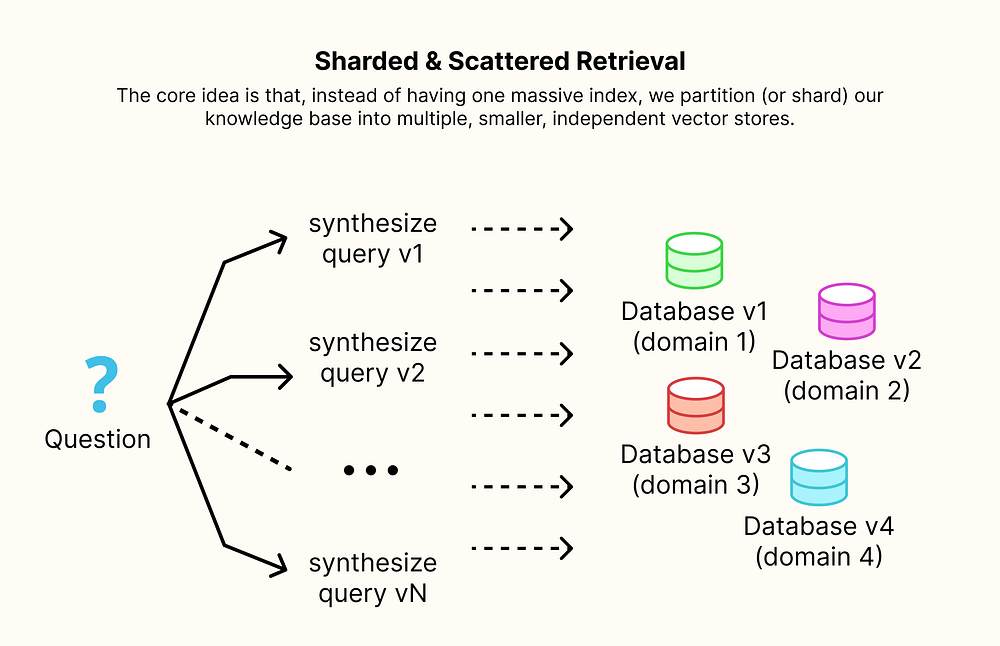 Sharded & Scattered Retrieval
The core idea is that, instead of having one massive index, we partition (or shard) our
knowledge base into multiple, smaller, independent vector stores.
?
Question
synthesize
query v1
synthesize
query v2
•••
synthesize
query vN
Database v1
(domain 1)
Database v2
(domain 2)
Database v3
(domain 3)
Database v4
(domain 4)